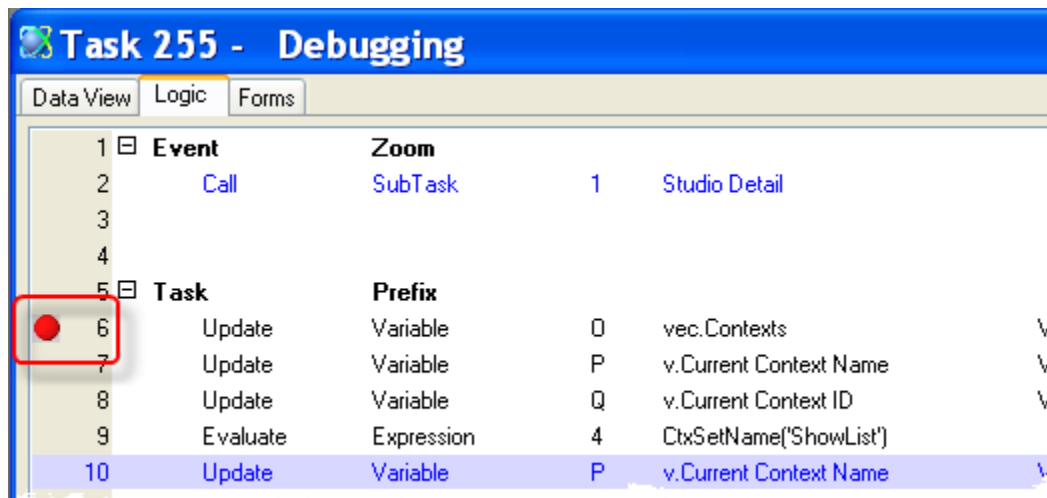 Task 255 - Debugging
Data View Logic Forms
1 Event Zoom
2 Call SubTask 1 Studio Detail
3
4
5 Task Prefix
6 Update Variable O vec.Contexts
7 Update Variable P v.Current Context Name
8 Update Variable Q v.Current Context ID
9 Evaluate Expression 4 CtxSetName('ShowList')
10 Update Variable P v.Current Context Name